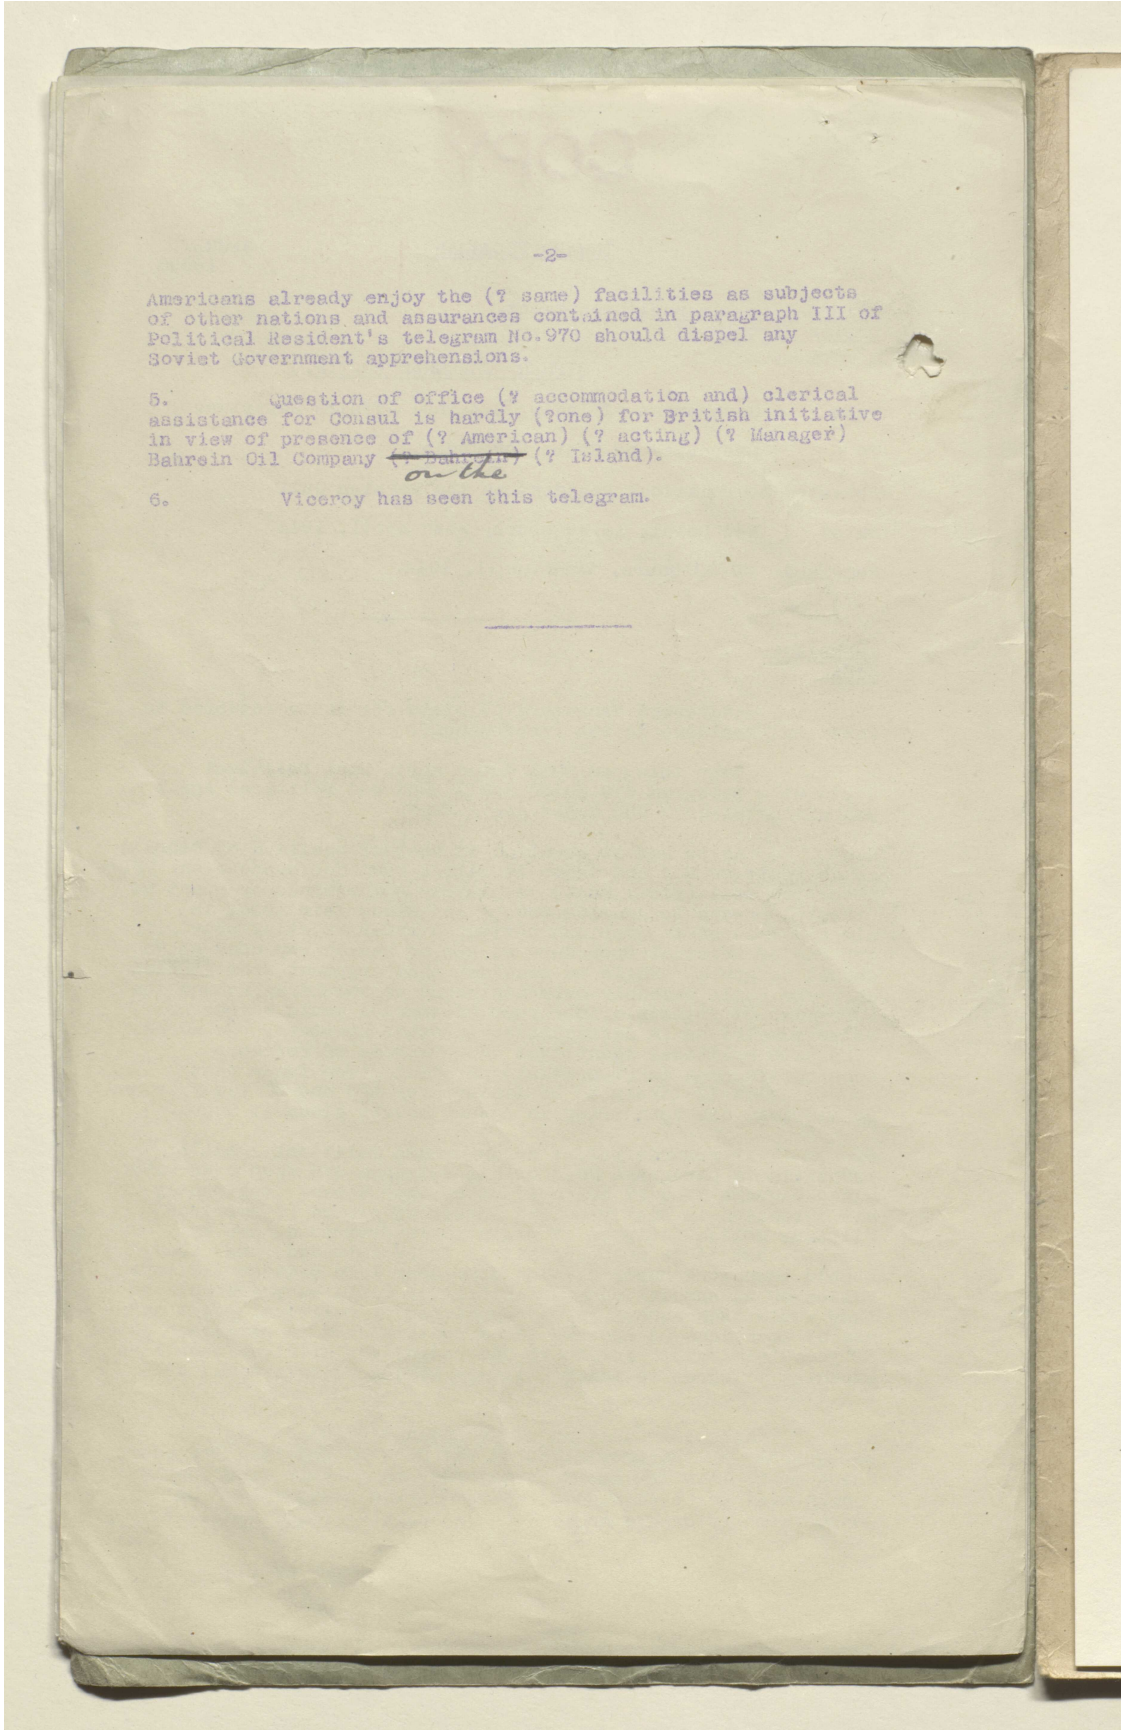 -2-
Americans already enjoy the (? same) facilities as subjects
of other nations and assurances contained in paragraph III of
Political Resident's telegram No.970 should dispel any
Soviet Government apprehensions.
5. Question of office (? accommodation and) clerical
assistance for Consul is hardly (?one) for British initiative
in view of presence of (? American) (? acting) (? Manager)
Bahrein Oil Company (? Bahrein) (? Island).
on the
6. Viceroy has seen this telegram.